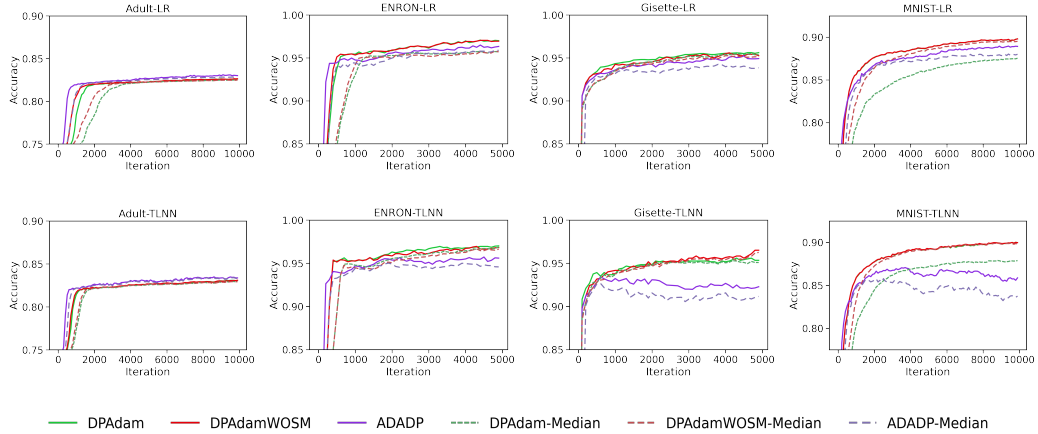 Adult-LR
ENRON-LR
Gisette-LR
MNIST-LR
Accuracy
0.90
0.85
0.80
0.75
0 2000 4000 6000 8000 10000
Iteration
Accuracy
1.00
0.95
0.90
0.85
0 1000 2000 3000 4000 5000
Iteration
Accuracy
1.00
0.95
0.90
0.85
0 1000 2000 3000 4000 5000
Iteration
Accuracy
0.90
0.85
0.80
0 2000 4000 6000 8000 10000
Iteration
Adult-TLNN
ENRON-TLNN
Gisette-TLNN
MNIST-TLNN
Accuracy
0.90
0.85
0.80
0.75
0 2000 4000 6000 8000 10000
Iteration
Accuracy
1.00
0.95
0.90
0.85
0 1000 2000 3000 4000 5000
Iteration
Accuracy
1.00
0.95
0.90
0.85
0 1000 2000 3000 4000 5000
Iteration
Accuracy
0.90
0.85
0.80
0 2000 4000 6000 8000 10000
Iteration
DPAdam DPAdamWOSM ADADP DPAdam-Median DPAdamWOSM-Median ADADP-Median